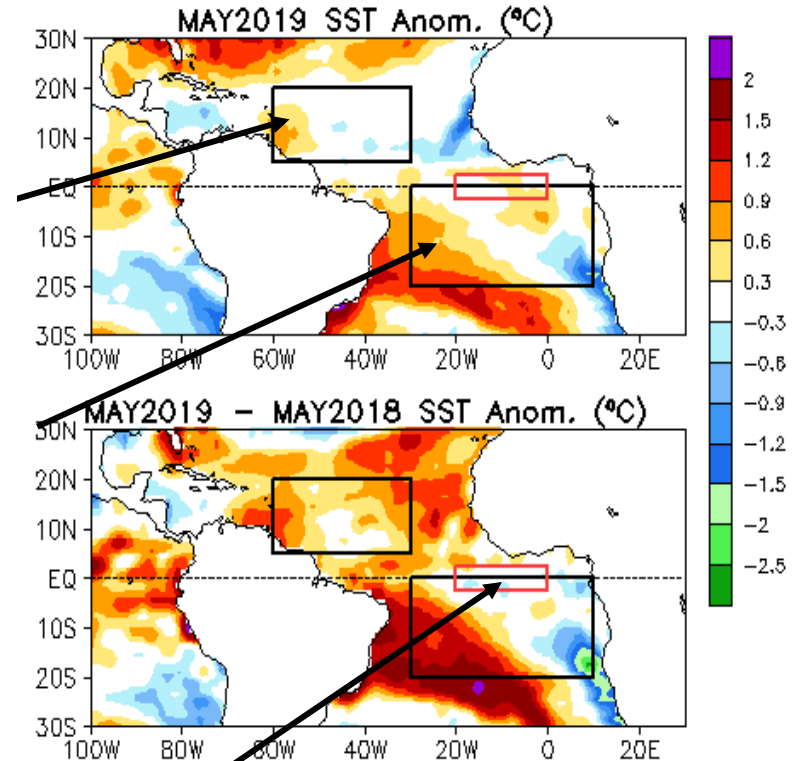 MAY2019 SST Anom. (ºC)
30N
20N
10N
EQ
10S
20S
30S
100W 80W 60W 40W 20W 0 20E
MAY2019 - MAY2018 SST Anom. (ºC)
30N
20N
10N
EQ
10S
20S
30S
100W 80W 60W 40W 20W 0 20E
2
1.5
1.2
0.9
0.6
0.3
-0.3
-0.6
-0.9
-1.2
-1.5
-2
-2.5